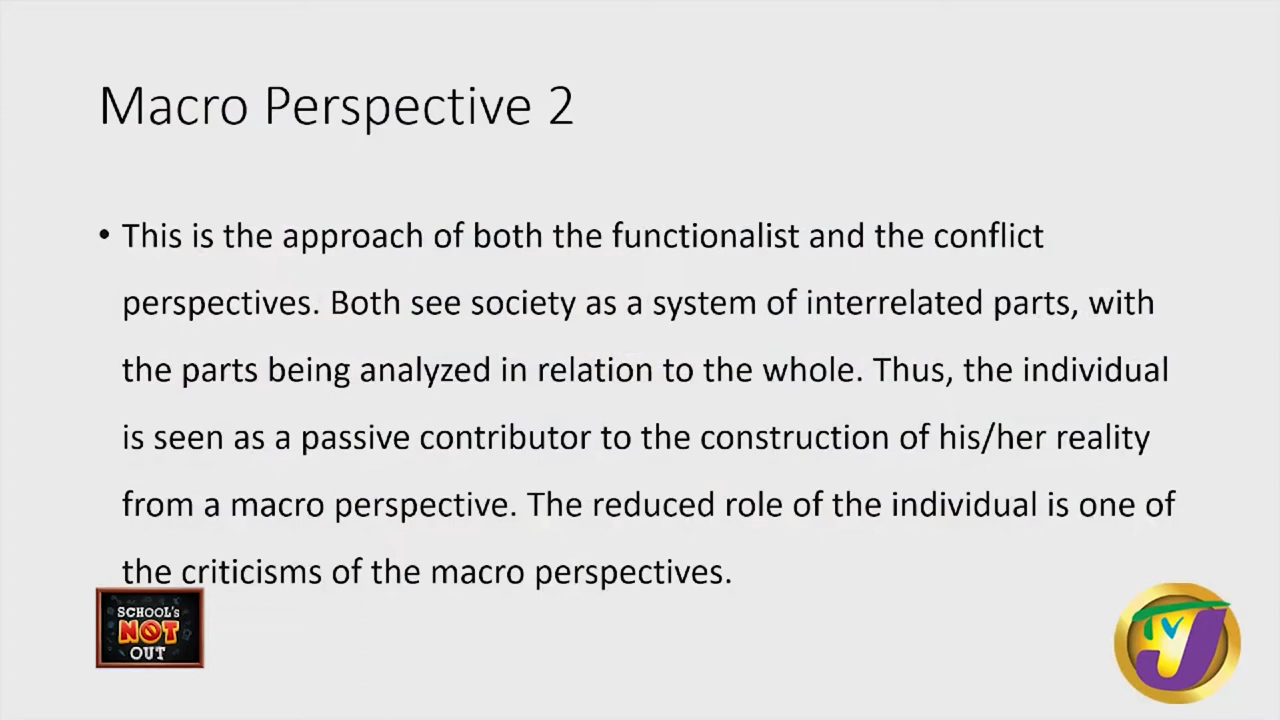 Macro Perspective 2
• This is the approach of both the functionalist and the conflict
perspectives. Both see society as a system of interrelated parts, with
the parts being analyzed in relation to the whole. Thus, the individual
is seen as a passive contributor to the construction of his/her reality
from a macro perspective. The reduced role of the individual is one of
the criticisms of the macro perspectives.
SCHOOL's
NOT
OUT
TVJ